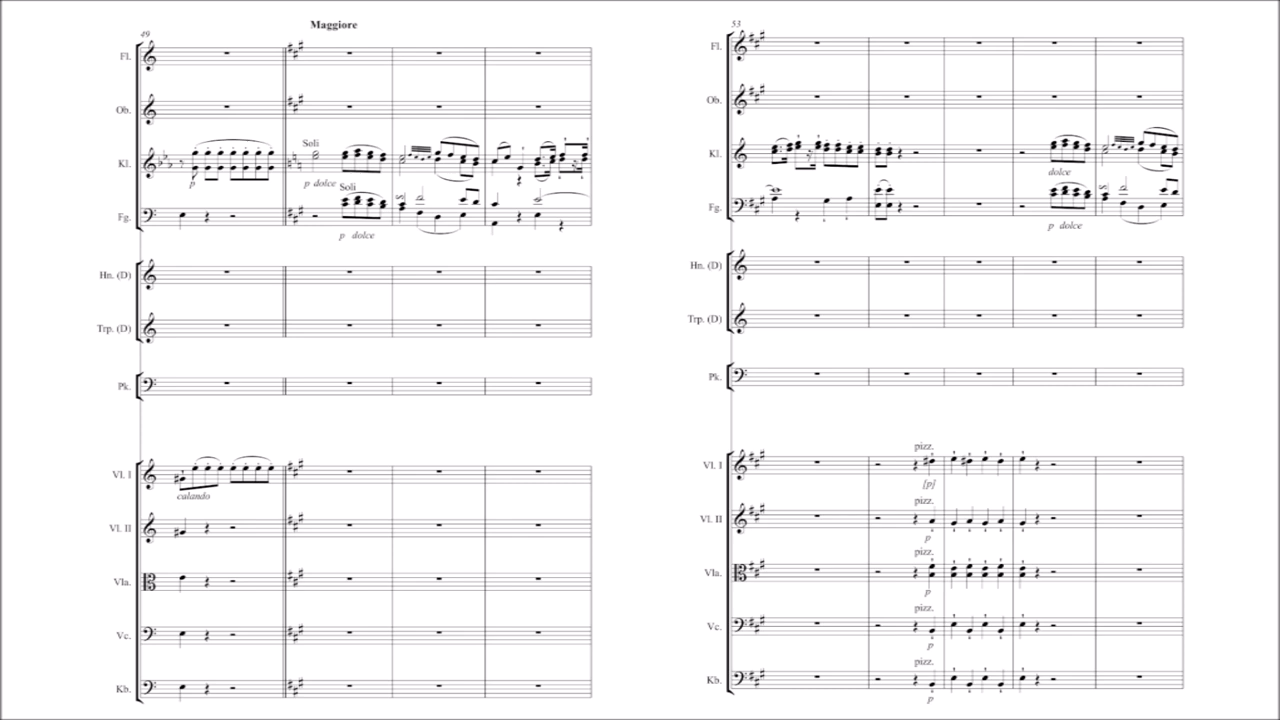 Maggiore
49
Fl.
Ob.
Soli
Kl.
p
p dolce
Soli
Fg.
p dolce
Hn. (D)
Trp. (D)
Pk.
Vl. I
calando
Vl. II
Vla.
Vc.
Kb.
53
Fl.
Ob.
Kl.
dolce
Fg.
p dolce
Hn. (D)
Trp. (D)
Pk.
pizz.
Vl. I
[p]
pizz.
Vl. II
p
pizz.
Vla.
p
pizz.
Vc.
p
pizz.
Kb.
p